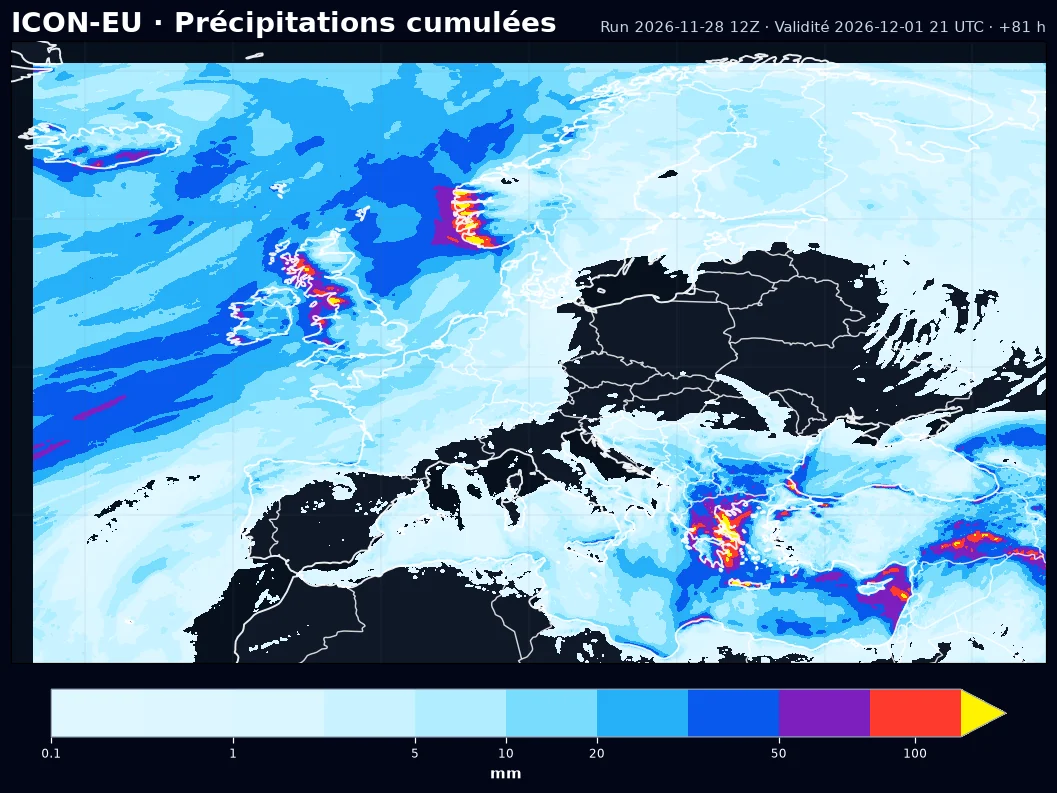 ICON-EU · Précipitations cumulées
Run 2026-11-28 12Z · Validité 2026-12-01 21 UTC · +81 h
0.1 1 5 10 20 50 100
mm